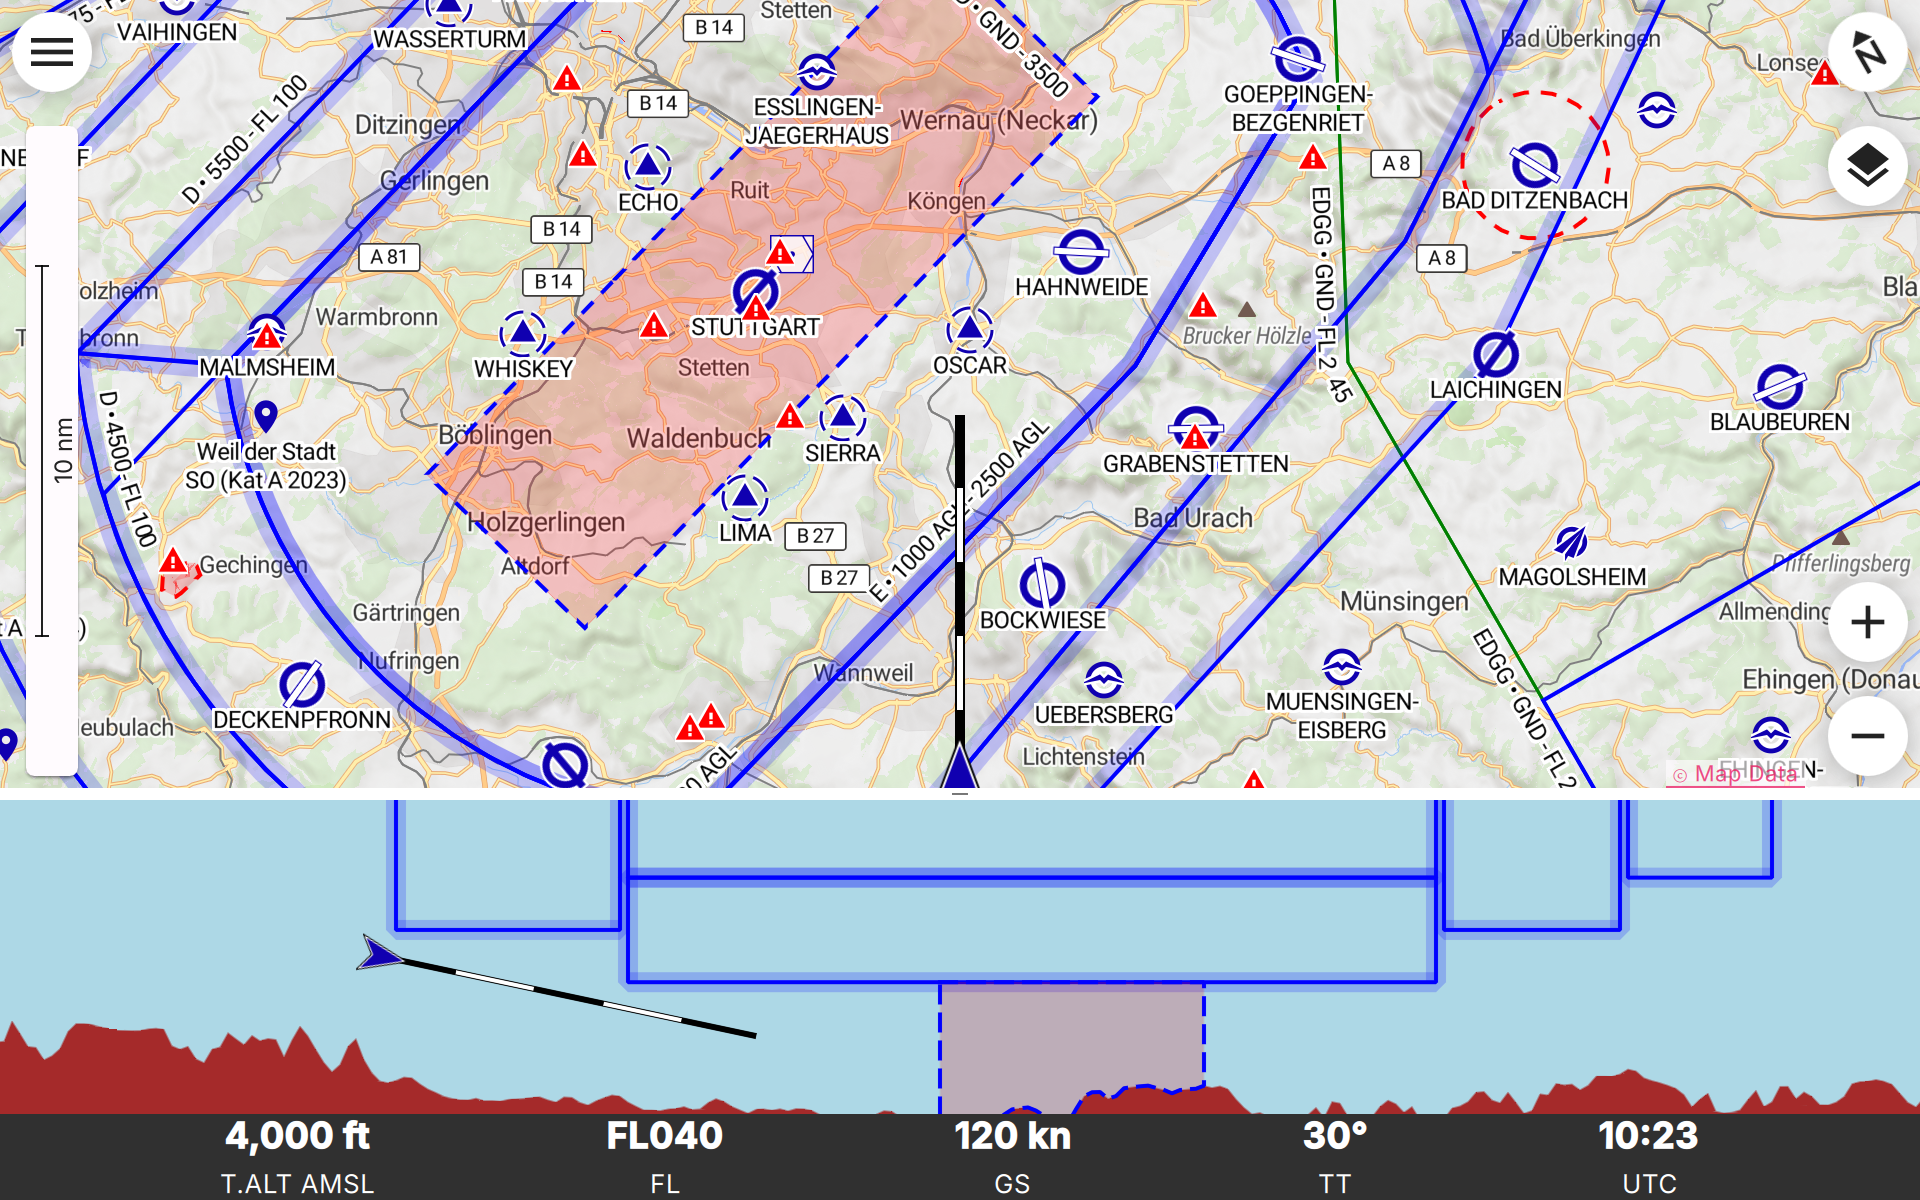 VAIHINGEN
WASSERTURM
B 14
Stetten
GND - 3500
Bad Überkingen
B 14
ESSLINGEN-
JAEGERHAUS
Wernau (Neckar)
GOEPPINGEN-
BEZGENRIET
N
D • 5500 - FL 100
Ditzingen
Gerlingen
ECHO
Ruit
Köngen
A 8
BAD DITZENBACH
B 14
A 81
B 14
HAHNWEIDE
EDGG • GND - FL 2 45
A 8
Warmbronn
MALMSHEIM
WHISKEY
STUTTGART
Stetten
OSCAR
Brucker Hölzle
LAICHINGEN
BLAUBEUREN
10 nm
D • 4500 - FL 100
Weil der Stadt
SO (Kat A 2023)
Böblingen
Waldenbuch
SIERRA
GRABENSTETTEN
Holzgerlingen
LIMA
B 27
E • 1000 AGL - 2500 AGL
Bad Urach
Gechingen
Altdorf
B 27
MAGOLSHEIM
Pfifferlingsberg
Gärtringen
BOCKWIESE
Münsingen
Allmending
Nufringen
Wannweil
EDGG • GND - FL 2
Ehingen (Donau
DECKENPFRONN
UEBERSBERG
MUENSINGEN-
EISBERG
eubulach
Lichtenstein
0 AGL
EHINGEN-
© Map Data
4,000 ft
FL040
120 kn
30°
10:23
T.ALT AMSL
FL
GS
TT
UTC